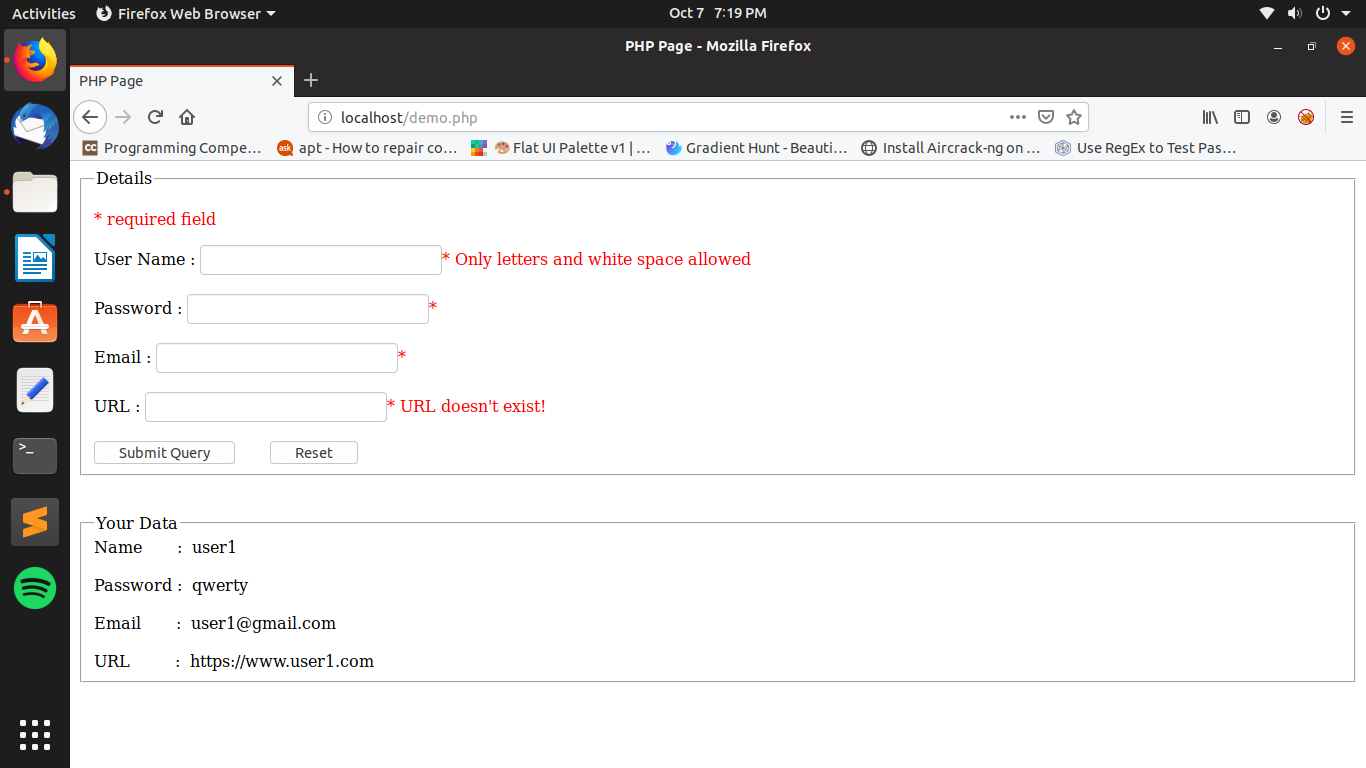 Activities Firefox Web Browser Oct 7 7:19 PM
PHP Page - Mozilla Firefox
PHP Page
localhost/demo.php
CC Programming Compe… ask apt - How to repair co… Flat UI Palette v1 | … Gradient Hunt - Beauti… Install Aircrack-ng on … Use RegEx to Test Pas…
Details
* required field
User Name : * Only letters and white space allowed
Password : *
Email : *
URL : * URL doesn't exist!
Submit Query Reset
Your Data
Name : user1
Password : qwerty
Email : user1@gmail.com
URL : https://www.user1.com